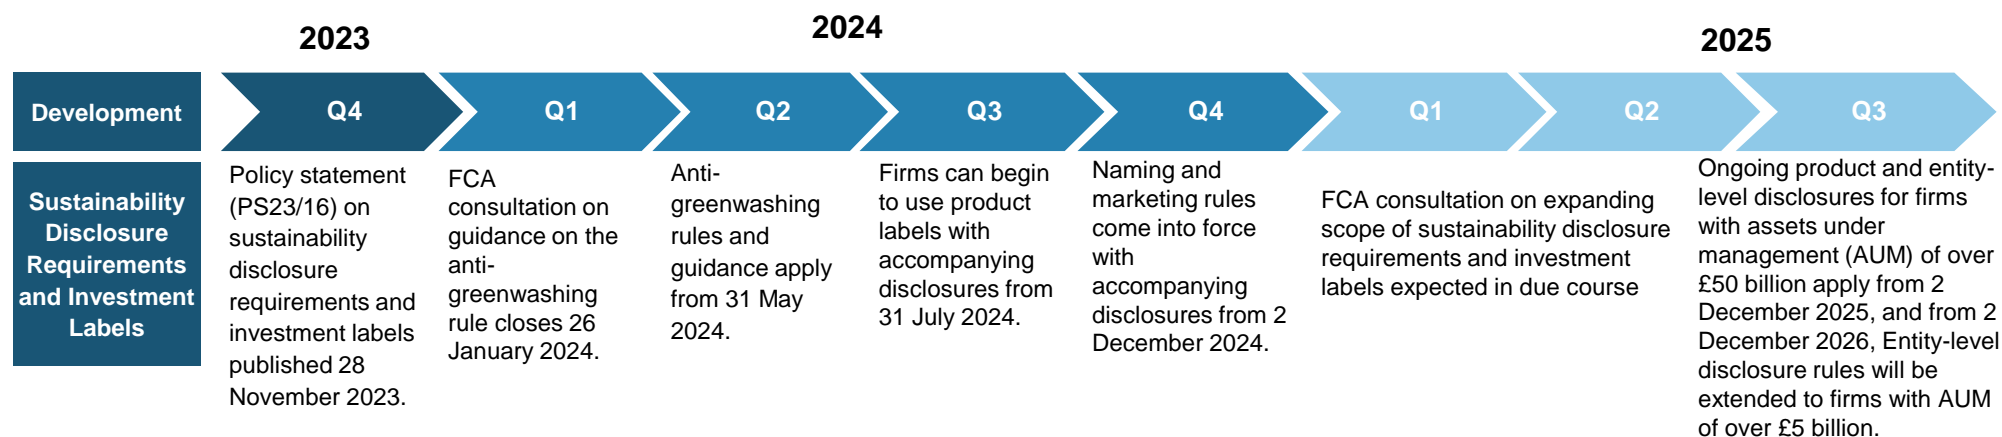 2023
2024
2025
Development
Q4
Q1
Q2
Q3
Q4
Q1
Q2
Q3
Sustainability
Disclosure
Requirements
and Investment
Labels
Policy statement
(PS23/16) on
sustainability
disclosure
requirements and
investment labels
published 28
November 2023.
FCA
consultation on
guidance on the
anti-
greenwashing
rule closes 26
January 2024.
Anti-
greenwashing
rules and
guidance apply
from 31 May
2024.
Firms can begin
to use product
labels with
accompanying
disclosures from
31 July 2024.
Naming and
marketing rules
come into force
with
accompanying
disclosures from 2
December 2024.
FCA consultation on expanding
scope of sustainability disclosure
requirements and investment
labels expected in due course
Ongoing product and entity-
level disclosures for firms
with assets under
management (AUM) of over
£50 billion apply from 2
December 2025, and from 2
December 2026, Entity-level
disclosure rules will be
extended to firms with AUM
of over £5 billion.